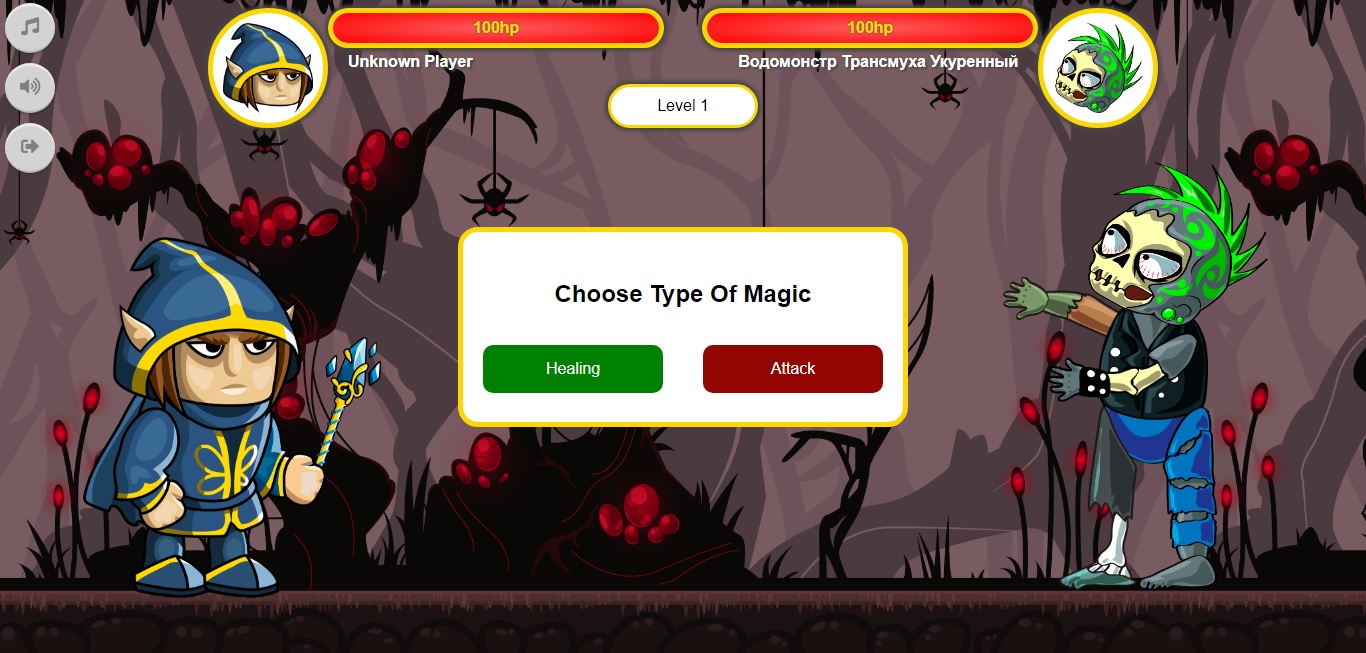 100hp
100hp
Unknown Player
Водомонстр Трансмуха Укуренный
Level 1
Choose Type Of Magic
Healing
Attack